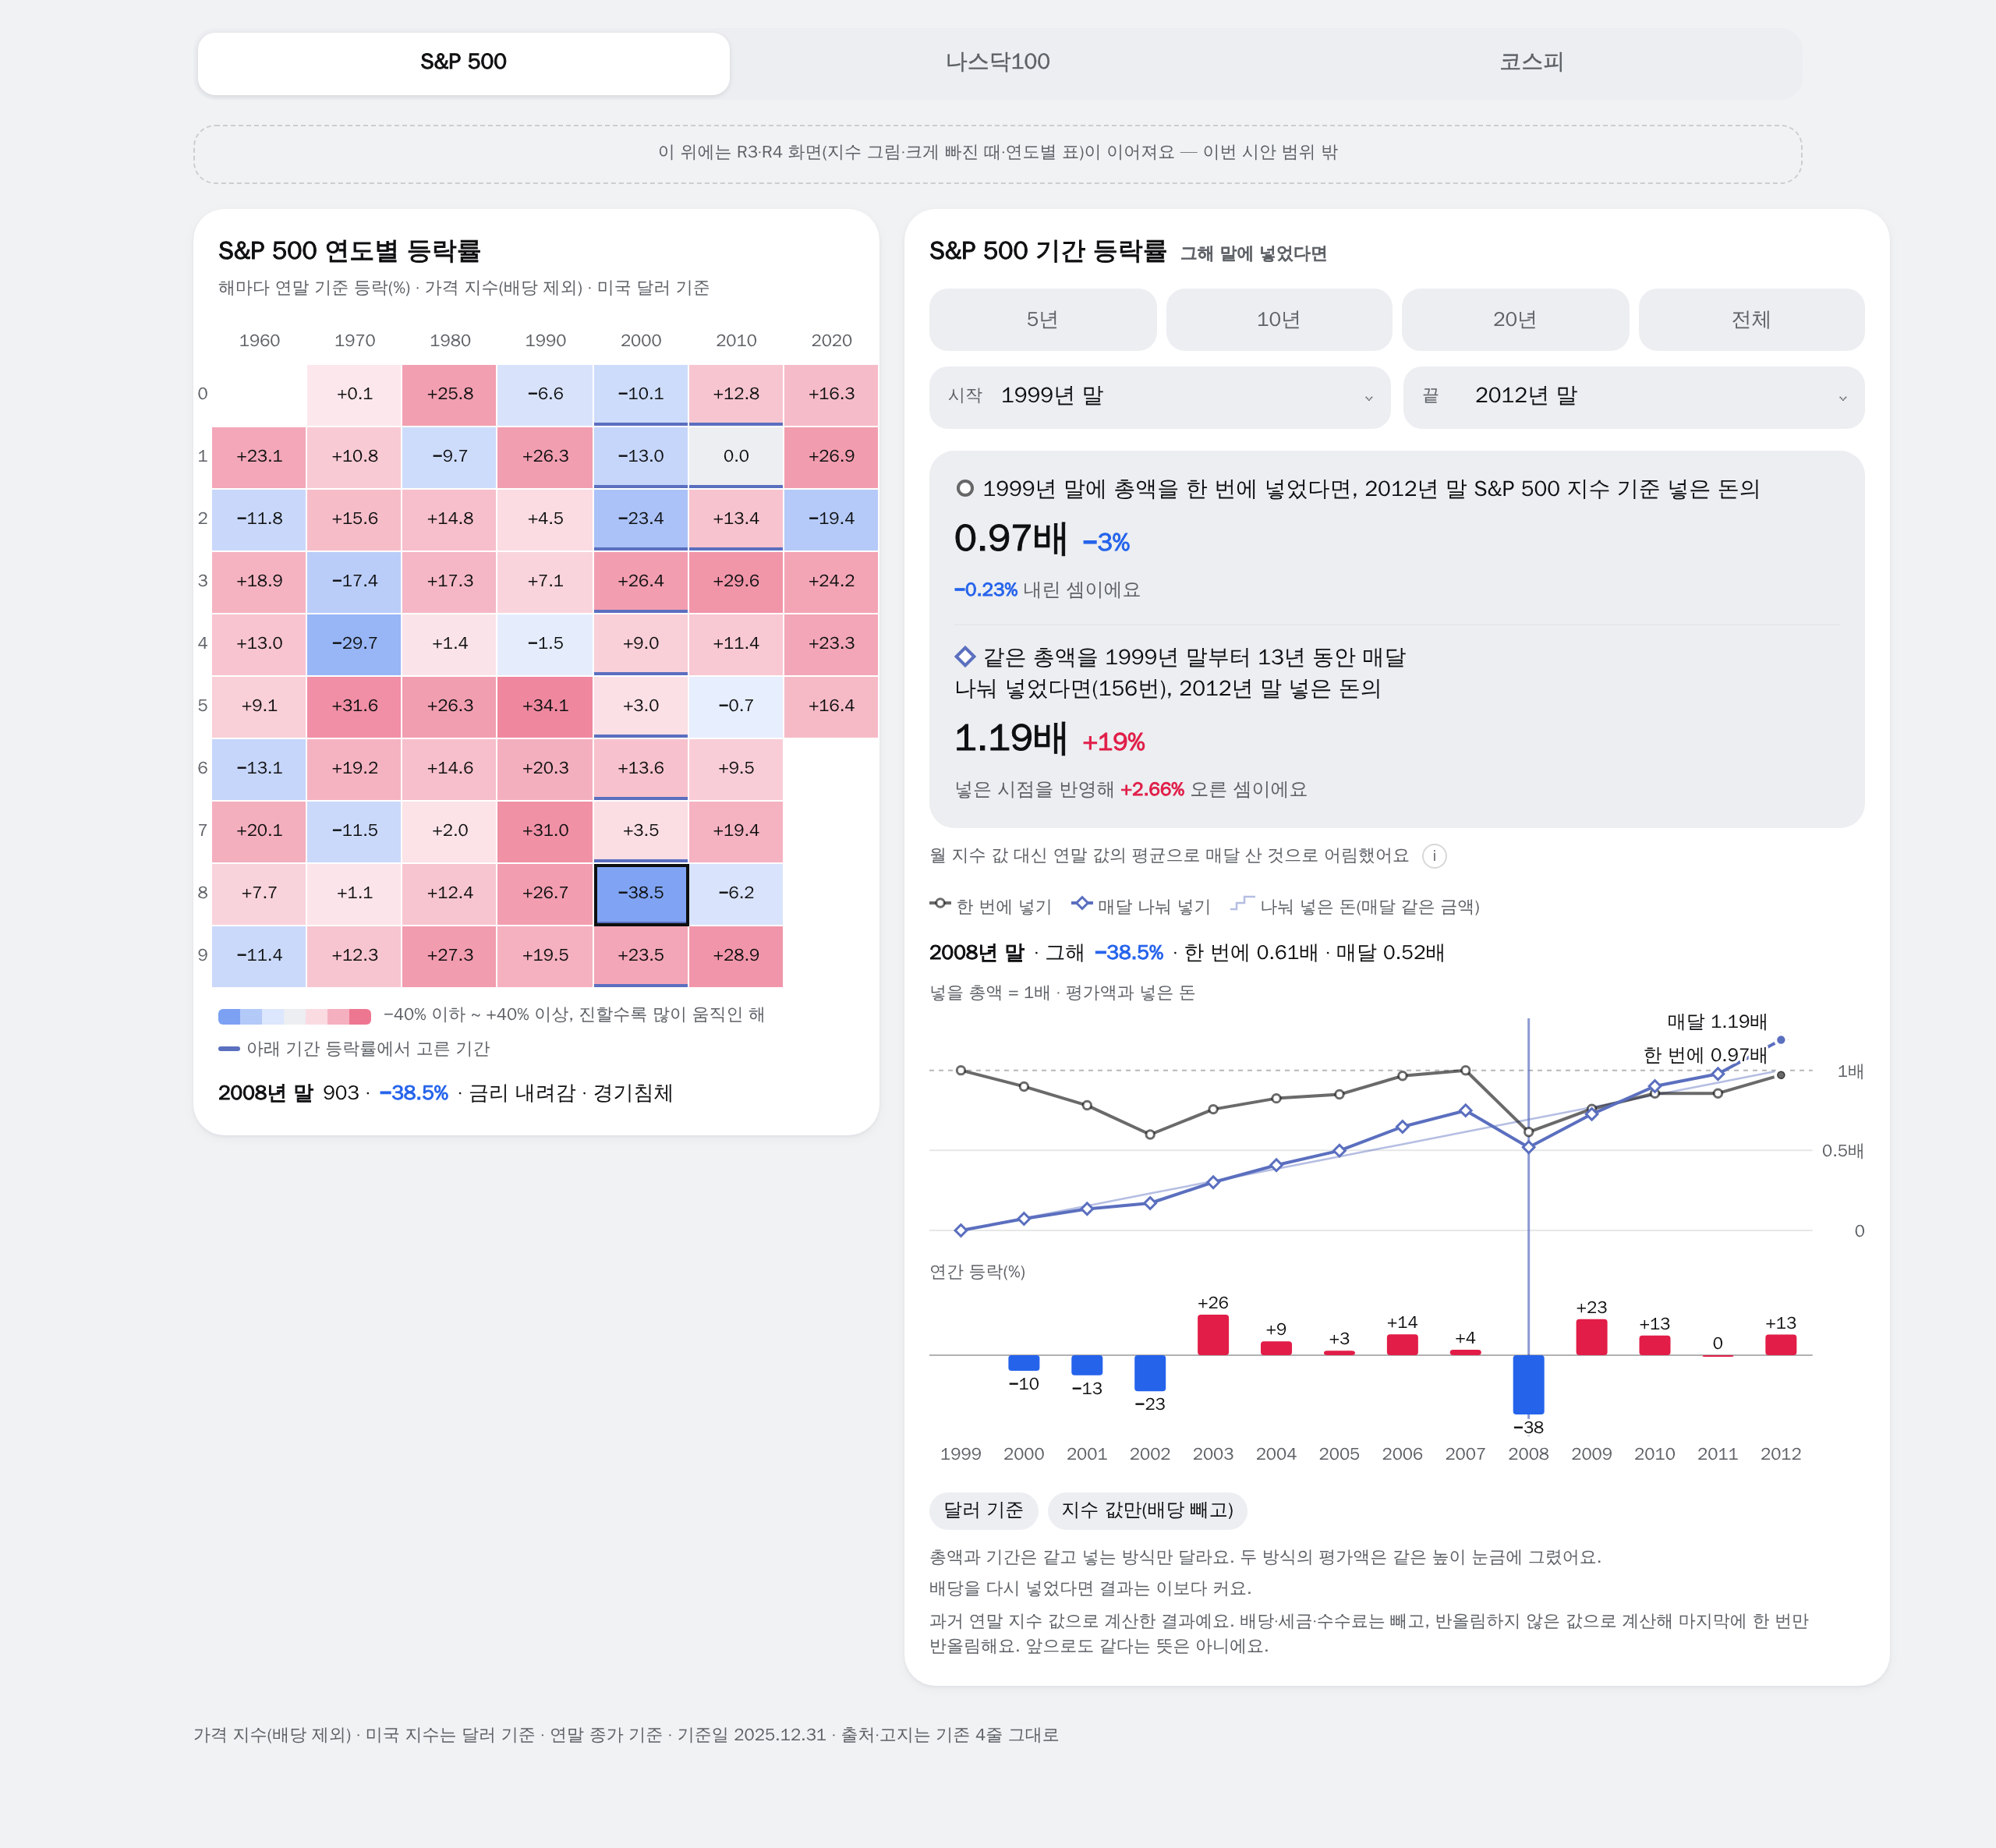 S&P 500
나스닥100
코스피
이 위에는 R3·R4 화면(지수 그림·크게 빠진 때·연도별 표)이 이어져요 — 이번 시안 범위 밖
S&P 500 연도별 등락률
해마다 연말 기준 등락(%) · 가격 지수(배당 제외) · 미국 달러 기준
1960 1970 1980 1990 2000 2010 2020
0 +0.1 +25.8 −6.6 −10.1 +12.8 +16.3
1 +23.1 +10.8 −9.7 +26.3 −13.0 0.0 +26.9
2 −11.8 +15.6 +14.8 +4.5 −23.4 +13.4 −19.4
3 +18.9 −17.4 +17.3 +7.1 +26.4 +29.6 +24.2
4 +13.0 −29.7 +1.4 −1.5 +9.0 +11.4 +23.3
5 +9.1 +31.6 +26.3 +34.1 +3.0 −0.7 +16.4
6 −13.1 +19.2 +14.6 +20.3 +13.6 +9.5
7 +20.1 −11.5 +2.0 +31.0 +3.5 +19.4
8 +7.7 +1.1 +12.4 +26.7 −38.5 −6.2
9 −11.4 +12.3 +27.3 +19.5 +23.5 +28.9
−40% 이하 ~ +40% 이상, 진할수록 많이 움직인 해
아래 기간 등락률에서 고른 기간
2008년 말 903 · −38.5% · 금리 내려감 · 경기침체
S&P 500 기간 등락률 그해 말에 넣었다면
5년 10년 20년 전체
시작 1999년 말 끝 2012년 말
1999년 말에 총액을 한 번에 넣었다면, 2012년 말 S&P 500 지수 기준 넣은 돈의
0.97배 −3%
−0.23% 내린 셈이에요
같은 총액을 1999년 말부터 13년 동안 매달
나눠 넣었다면(156번), 2012년 말 넣은 돈의
1.19배 +19%
넣은 시점을 반영해 +2.66% 오른 셈이에요
월 지수 값 대신 연말 값의 평균으로 매달 산 것으로 어림했어요 i
한 번에 넣기 매달 나눠 넣기 나눠 넣은 돈(매달 같은 금액)
2008년 말 · 그해 −38.5% · 한 번에 0.61배 · 매달 0.52배
넣을 총액 = 1배 · 평가액과 넣은 돈
매달 1.19배
한 번에 0.97배
1배
0.5배
0
연간 등락(%)
−10 −13 −23 +26 +9 +3 +14 +4 −38 +23 +13 0 +13
1999 2000 2001 2002 2003 2004 2005 2006 2007 2008 2009 2010 2011 2012
달러 기준 지수 값만(배당 빼고)
총액과 기간은 같고 넣는 방식만 달라요. 두 방식의 평가액은 같은 높이 눈금에 그렸어요.
배당을 다시 넣었다면 결과는 이보다 커요.
과거 연말 지수 값으로 계산한 결과예요. 배당·세금·수수료는 빼고, 반올림하지 않은 값으로 계산해 마지막에 한 번만
반올림해요. 앞으로도 같다는 뜻은 아니에요.
가격 지수(배당 제외) · 미국 지수는 달러 기준 · 연말 종가 기준 · 기준일 2025.12.31 · 출처·고지는 기존 4줄 그대로